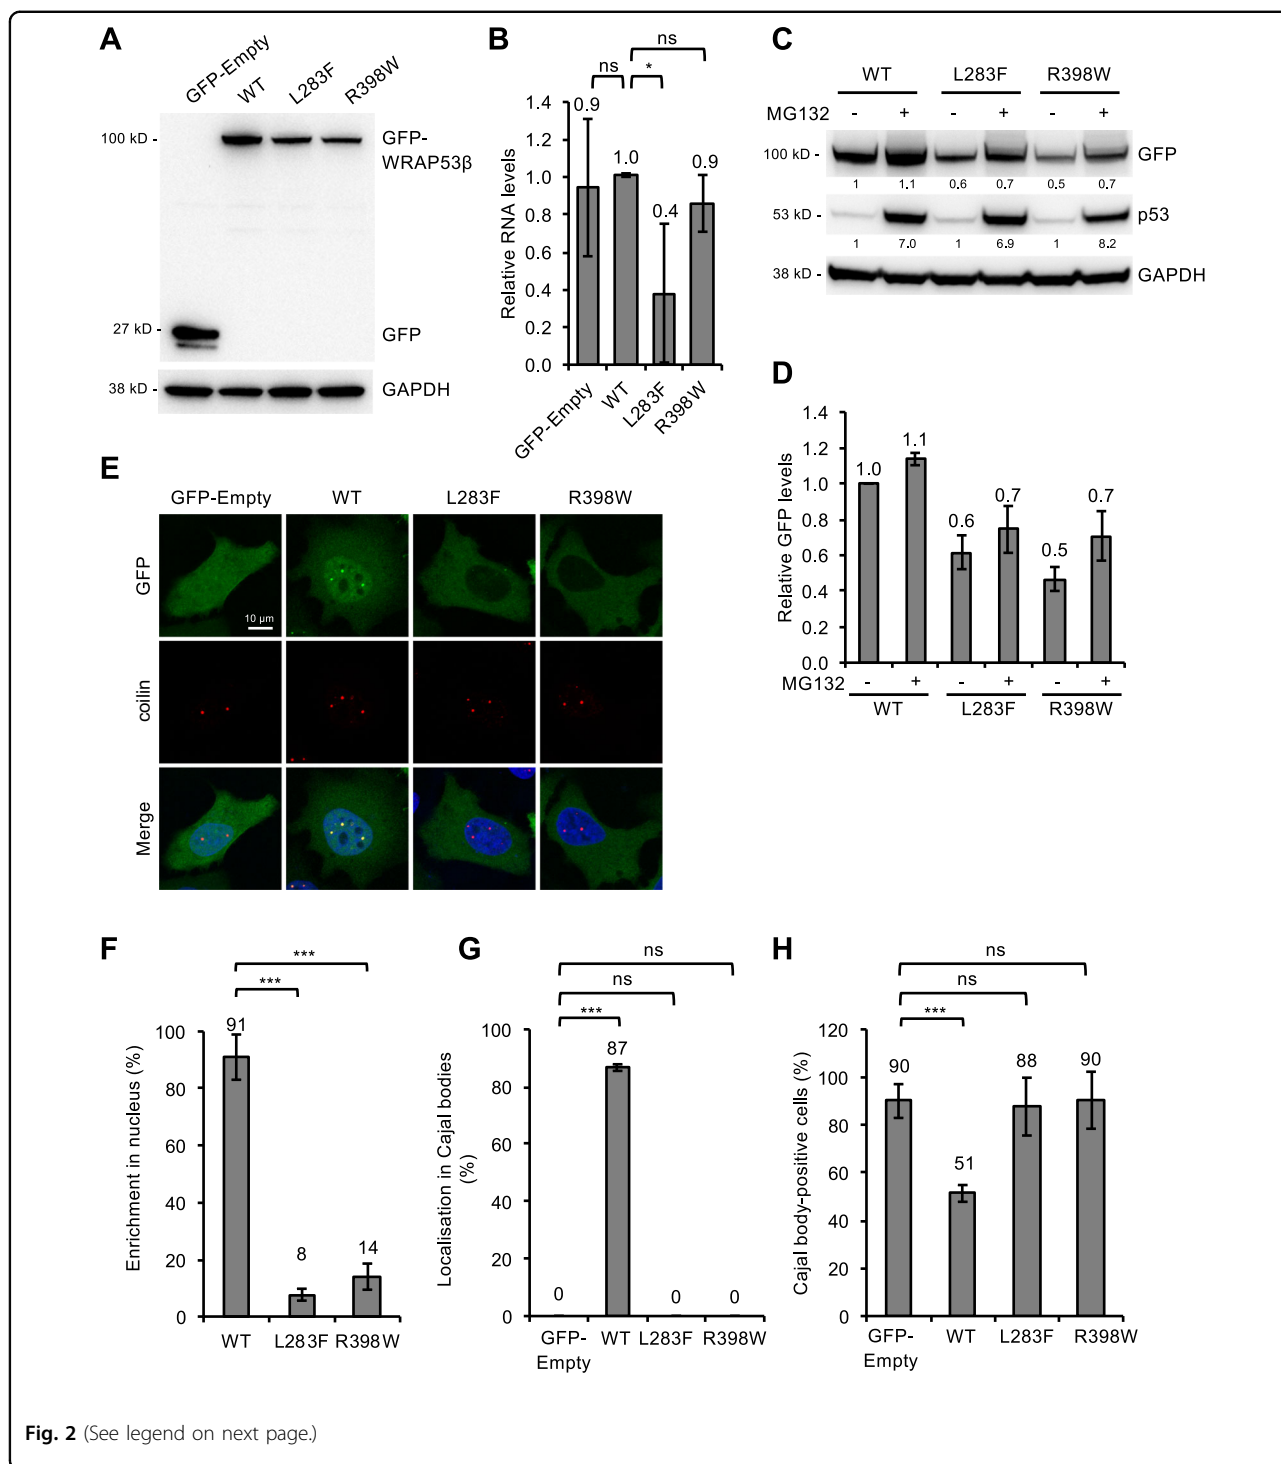 A
GFP-Empty
WT
L283F
R398W
100 kD -
GFP-
WRAP53β
27 kD -
GFP
38 kD -
GAPDH
B
ns
ns
*
1.4
1.2
1.0
0.8
0.6
0.4
0.2
0.0
Relative RNA levels
0.9
1.0
0.4
0.9
GFP-Empty
WT
L283F
R398W
C
WT L283F R398W
MG132 - + - + - +
100 kD - GFP
1 1.1 0.6 0.7 0.5 0.7
53 kD - p53
1 7.0 1 6.9 1 8.2
38 kD - GAPDH
D
1.4
1.2
1.0
0.8
0.6
0.4
0.2
0.0
Relative GFP levels
1.0
1.1
0.6
0.7
0.5
0.7
MG132 - + - + - +
WT L283F R398W
E
GFP-Empty WT L283F R398W
GFP
10 µm
coilin
Merge
F
***
***
100
80
60
40
20
0
Enrichment in nucleus (%)
91
8
14
WT L283F R398W
G
ns
ns
***
100
80
60
40
20
0
Localisation in Cajal bodies
(%)
0
87
0
0
GFP-
Empty
WT L283F R398W
H
ns
ns
***
120
100
80
60
40
20
0
Cajal body-positive cells (%)
90
51
88
90
GFP-
Empty
WT L283F R398W
Fig. 2 (See legend on next page.)